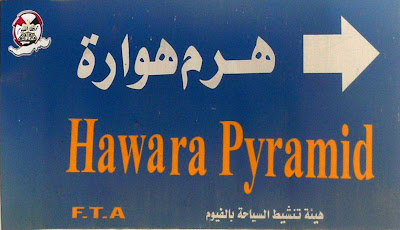 هرم هوارة
Hawara Pyramid
F.T.A
هيئة تنشيط السياحة بالفيوم